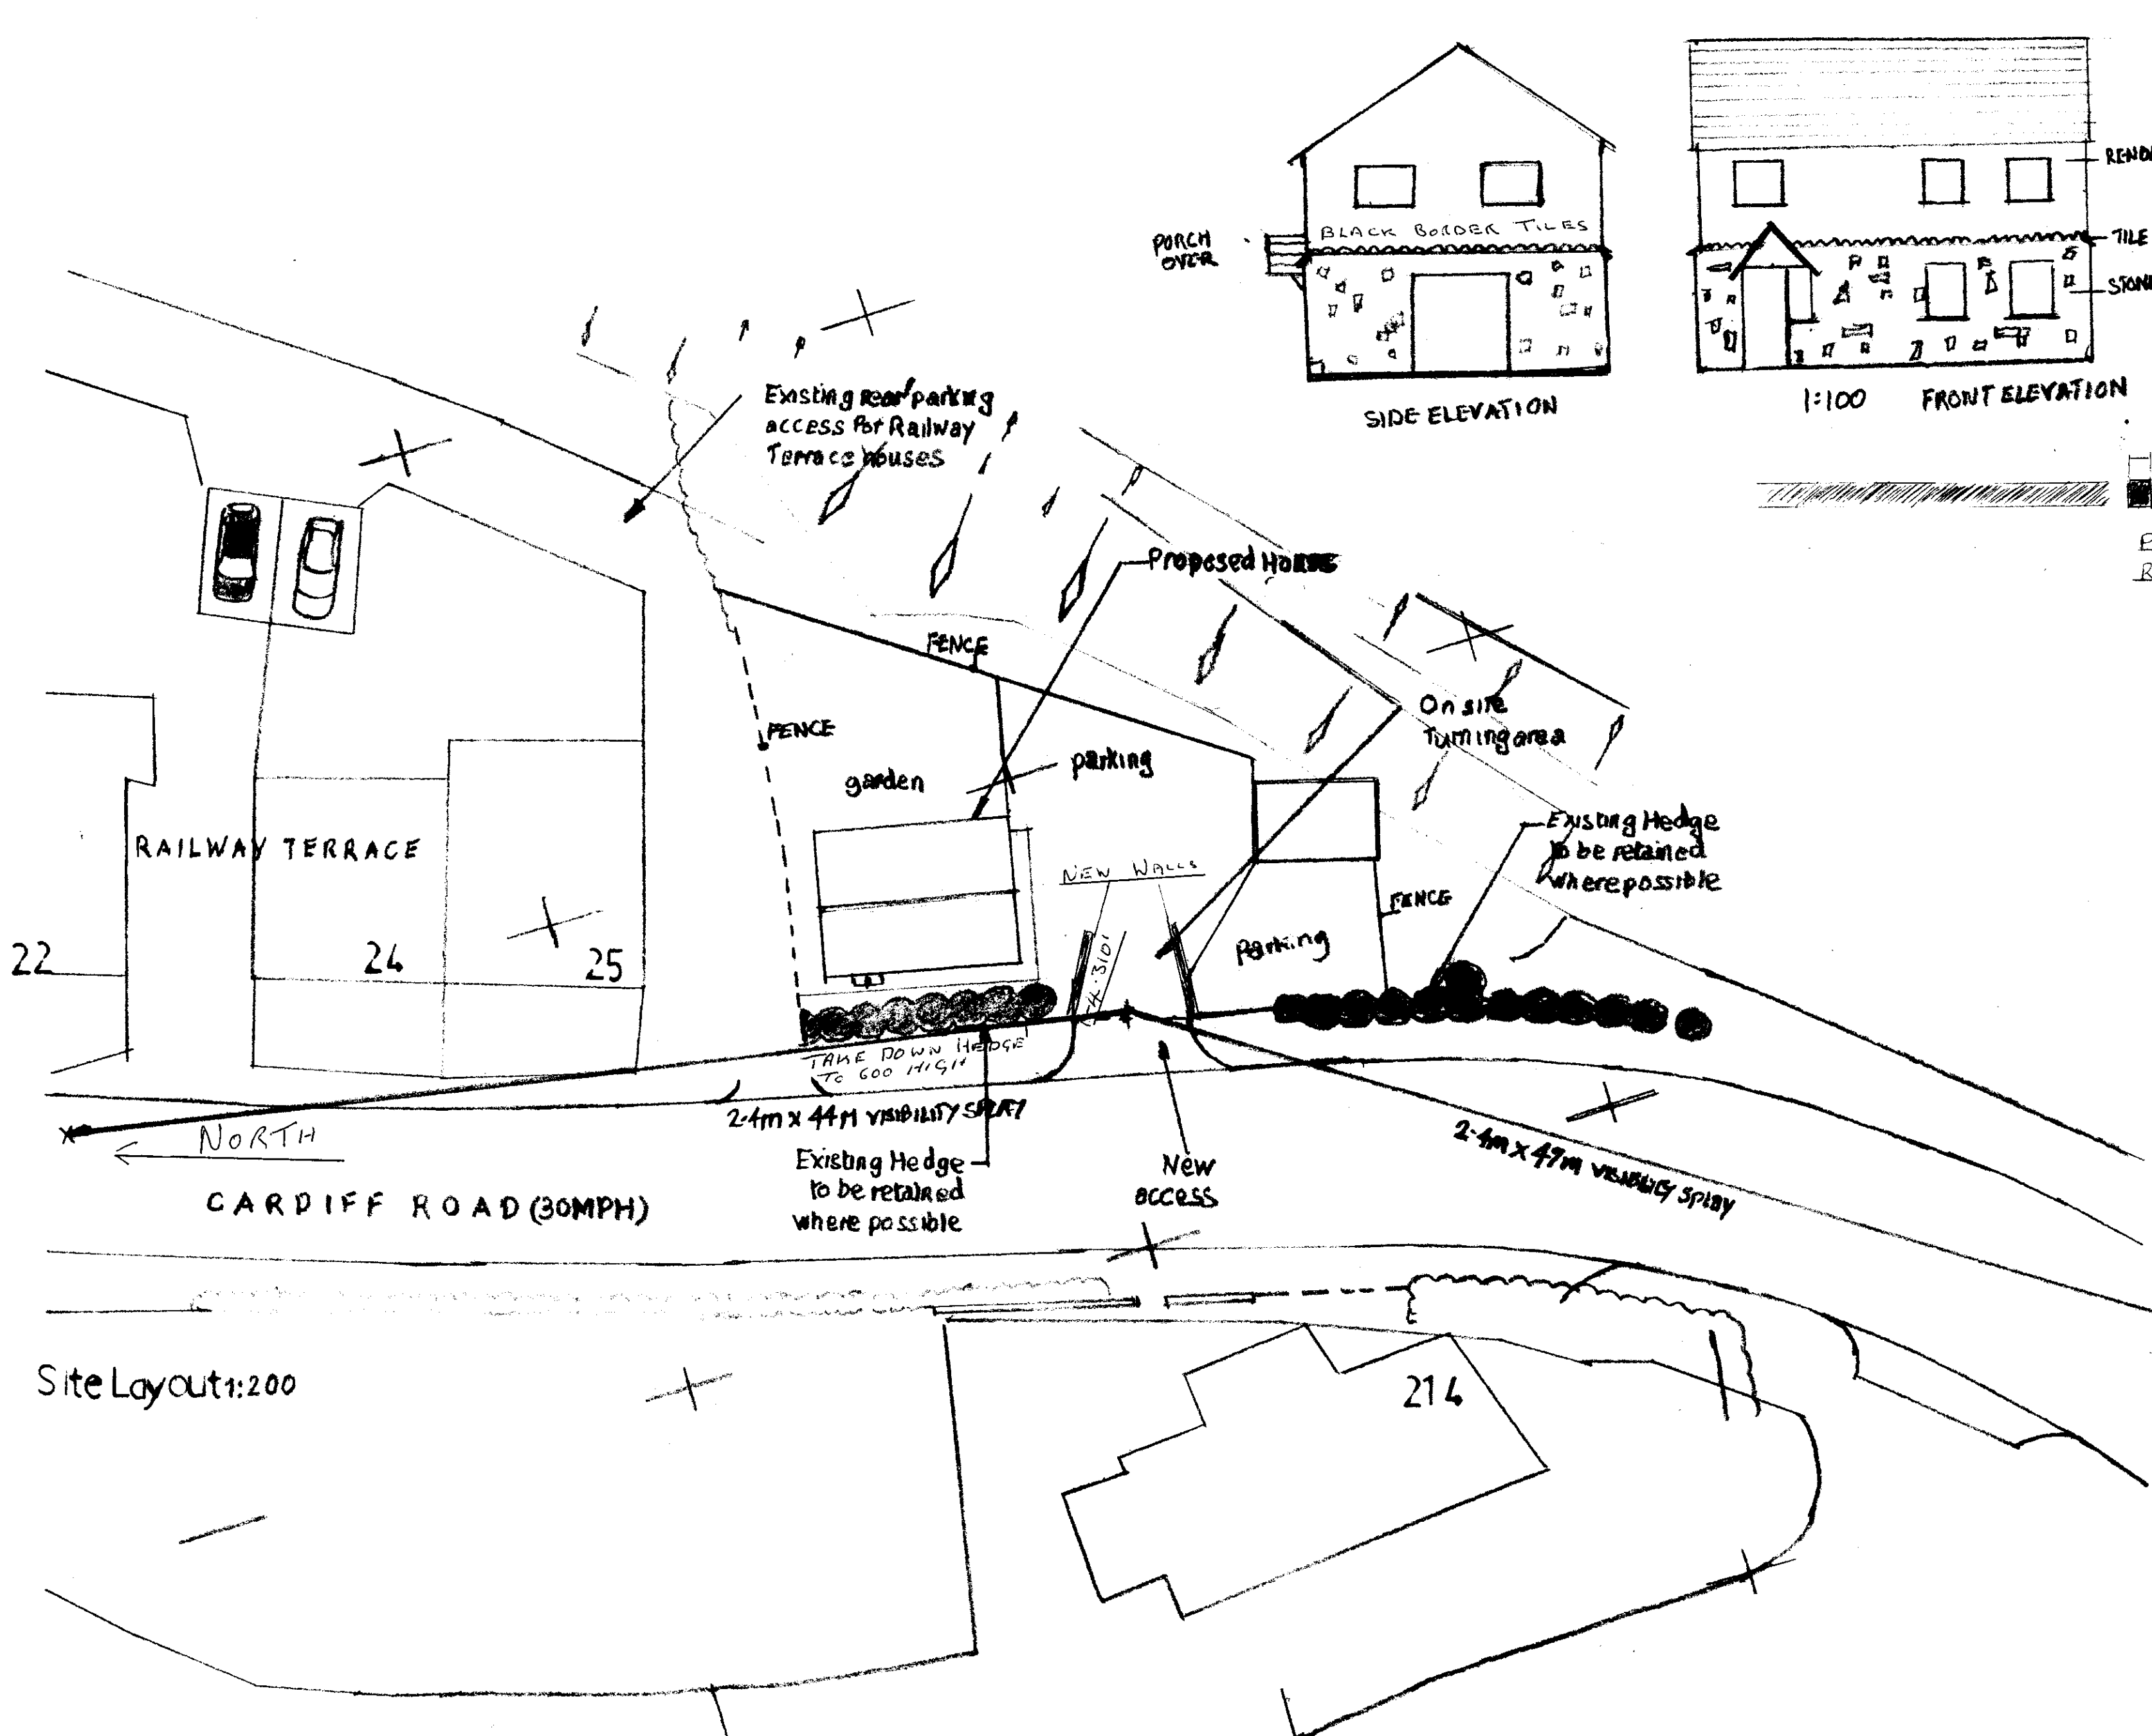 PORCH
OVER
BLACK BORDER TILES
SIDE ELEVATION
REND
TILE
STON
1:100 FRONT ELEVATION
Existing rear parking
access for Railway
Terrace houses
Proposed House
FENCE
FENCE
garden
parking
On site
Turning area
Existing Hedge
to be retained
where possible
NEW WALLS
FENCE
Parking
RAILWAY TERRACE
22
24
25
TAKE DOWN HEDGE
TO 600 HIGH
2.4m x 44m VISIBILITY SPLAY
NORTH
Existing Hedge
to be retained
where possible
New
access
2.4m x 47m VISIBILITY SPLAY
CARDIFF ROAD (30MPH)
Site Layout 1:200
214